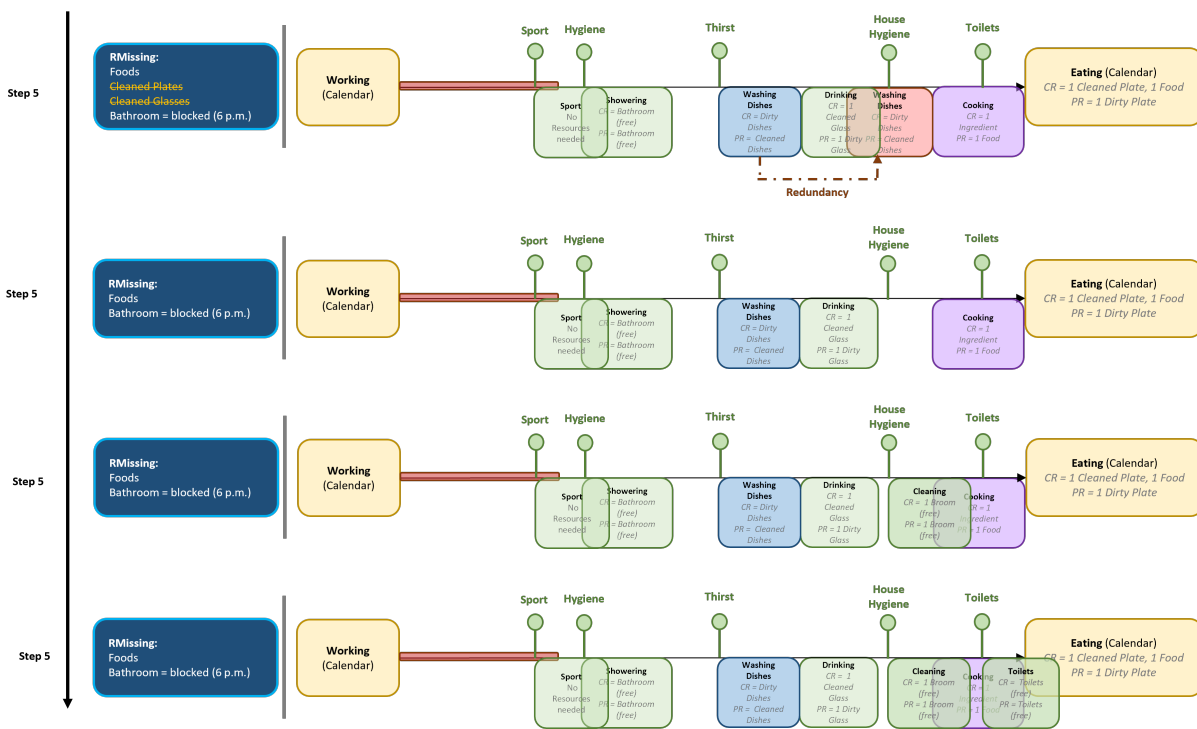 Sport
Hygiene
Thirst
House
Hygiene
Toilets
Step 5
RMissing:
Foods
Cleaned Plates
Cleaned Glasses
Bathroom = blocked (6 p.m.)
Working
(Calendar)
Sport
No
Resources
needed
Showering
CR = Bathroom
(free)
PR = Bathroom
(free)
Washing
Dishes
CR = Dirty
Dishes
PR = Cleaned
Dishes
Drinking
CR = 1
Cleaned
Glass
PR = 1 Dirty
Glass
Washing
Dishes
CR = Dirty
Dishes
PR = Cleaned
Dishes
Cooking
CR = 1
Ingredient
PR = 1 Food
Eating (Calendar)
CR = 1 Cleaned Plate, 1 Food
PR = 1 Dirty Plate
Redundancy
Sport
Hygiene
Thirst
House
Hygiene
Toilets
Step 5
RMissing:
Foods
Bathroom = blocked (6 p.m.)
Working
(Calendar)
Sport
No
Resources
needed
Showering
CR = Bathroom
(free)
PR = Bathroom
(free)
Washing
Dishes
CR = Dirty
Dishes
PR = Cleaned
Dishes
Drinking
CR = 1
Cleaned
Glass
PR = 1 Dirty
Glass
Cooking
CR = 1
Ingredient
PR = 1 Food
Eating (Calendar)
CR = 1 Cleaned Plate, 1 Food
PR = 1 Dirty Plate
Sport
Hygiene
Thirst
House
Hygiene
Toilets
Step 5
RMissing:
Foods
Bathroom = blocked (6 p.m.)
Working
(Calendar)
Sport
No
Resources
needed
Showering
CR = Bathroom
(free)
PR = Bathroom
(free)
Washing
Dishes
CR = Dirty
Dishes
PR = Cleaned
Dishes
Drinking
CR = 1
Cleaned
Glass
PR = 1 Dirty
Glass
Cleaning
CR = 1 Broom
(free)
PR = 1 Broom
(free)
Cooking
CR = 1
Ingredient
PR = 1 Food
Eating (Calendar)
CR = 1 Cleaned Plate, 1 Food
PR = 1 Dirty Plate
Sport
Hygiene
Thirst
House
Hygiene
Toilets
Step 5
RMissing:
Foods
Bathroom = blocked (6 p.m.)
Working
(Calendar)
Sport
No
Resources
needed
Showering
CR = Bathroom
(free)
PR = Bathroom
(free)
Washing
Dishes
CR = Dirty
Dishes
PR = Cleaned
Dishes
Drinking
CR = 1
Cleaned
Glass
PR = 1 Dirty
Glass
Cleaning
CR = 1 Broom
(free)
PR = 1 Broom
(free)
Toilets
CR = Toilets
(free)
PR = Toilets
(free)
Eating (Calendar)
CR = 1 Cleaned Plate, 1 Food
PR = 1 Dirty Plate